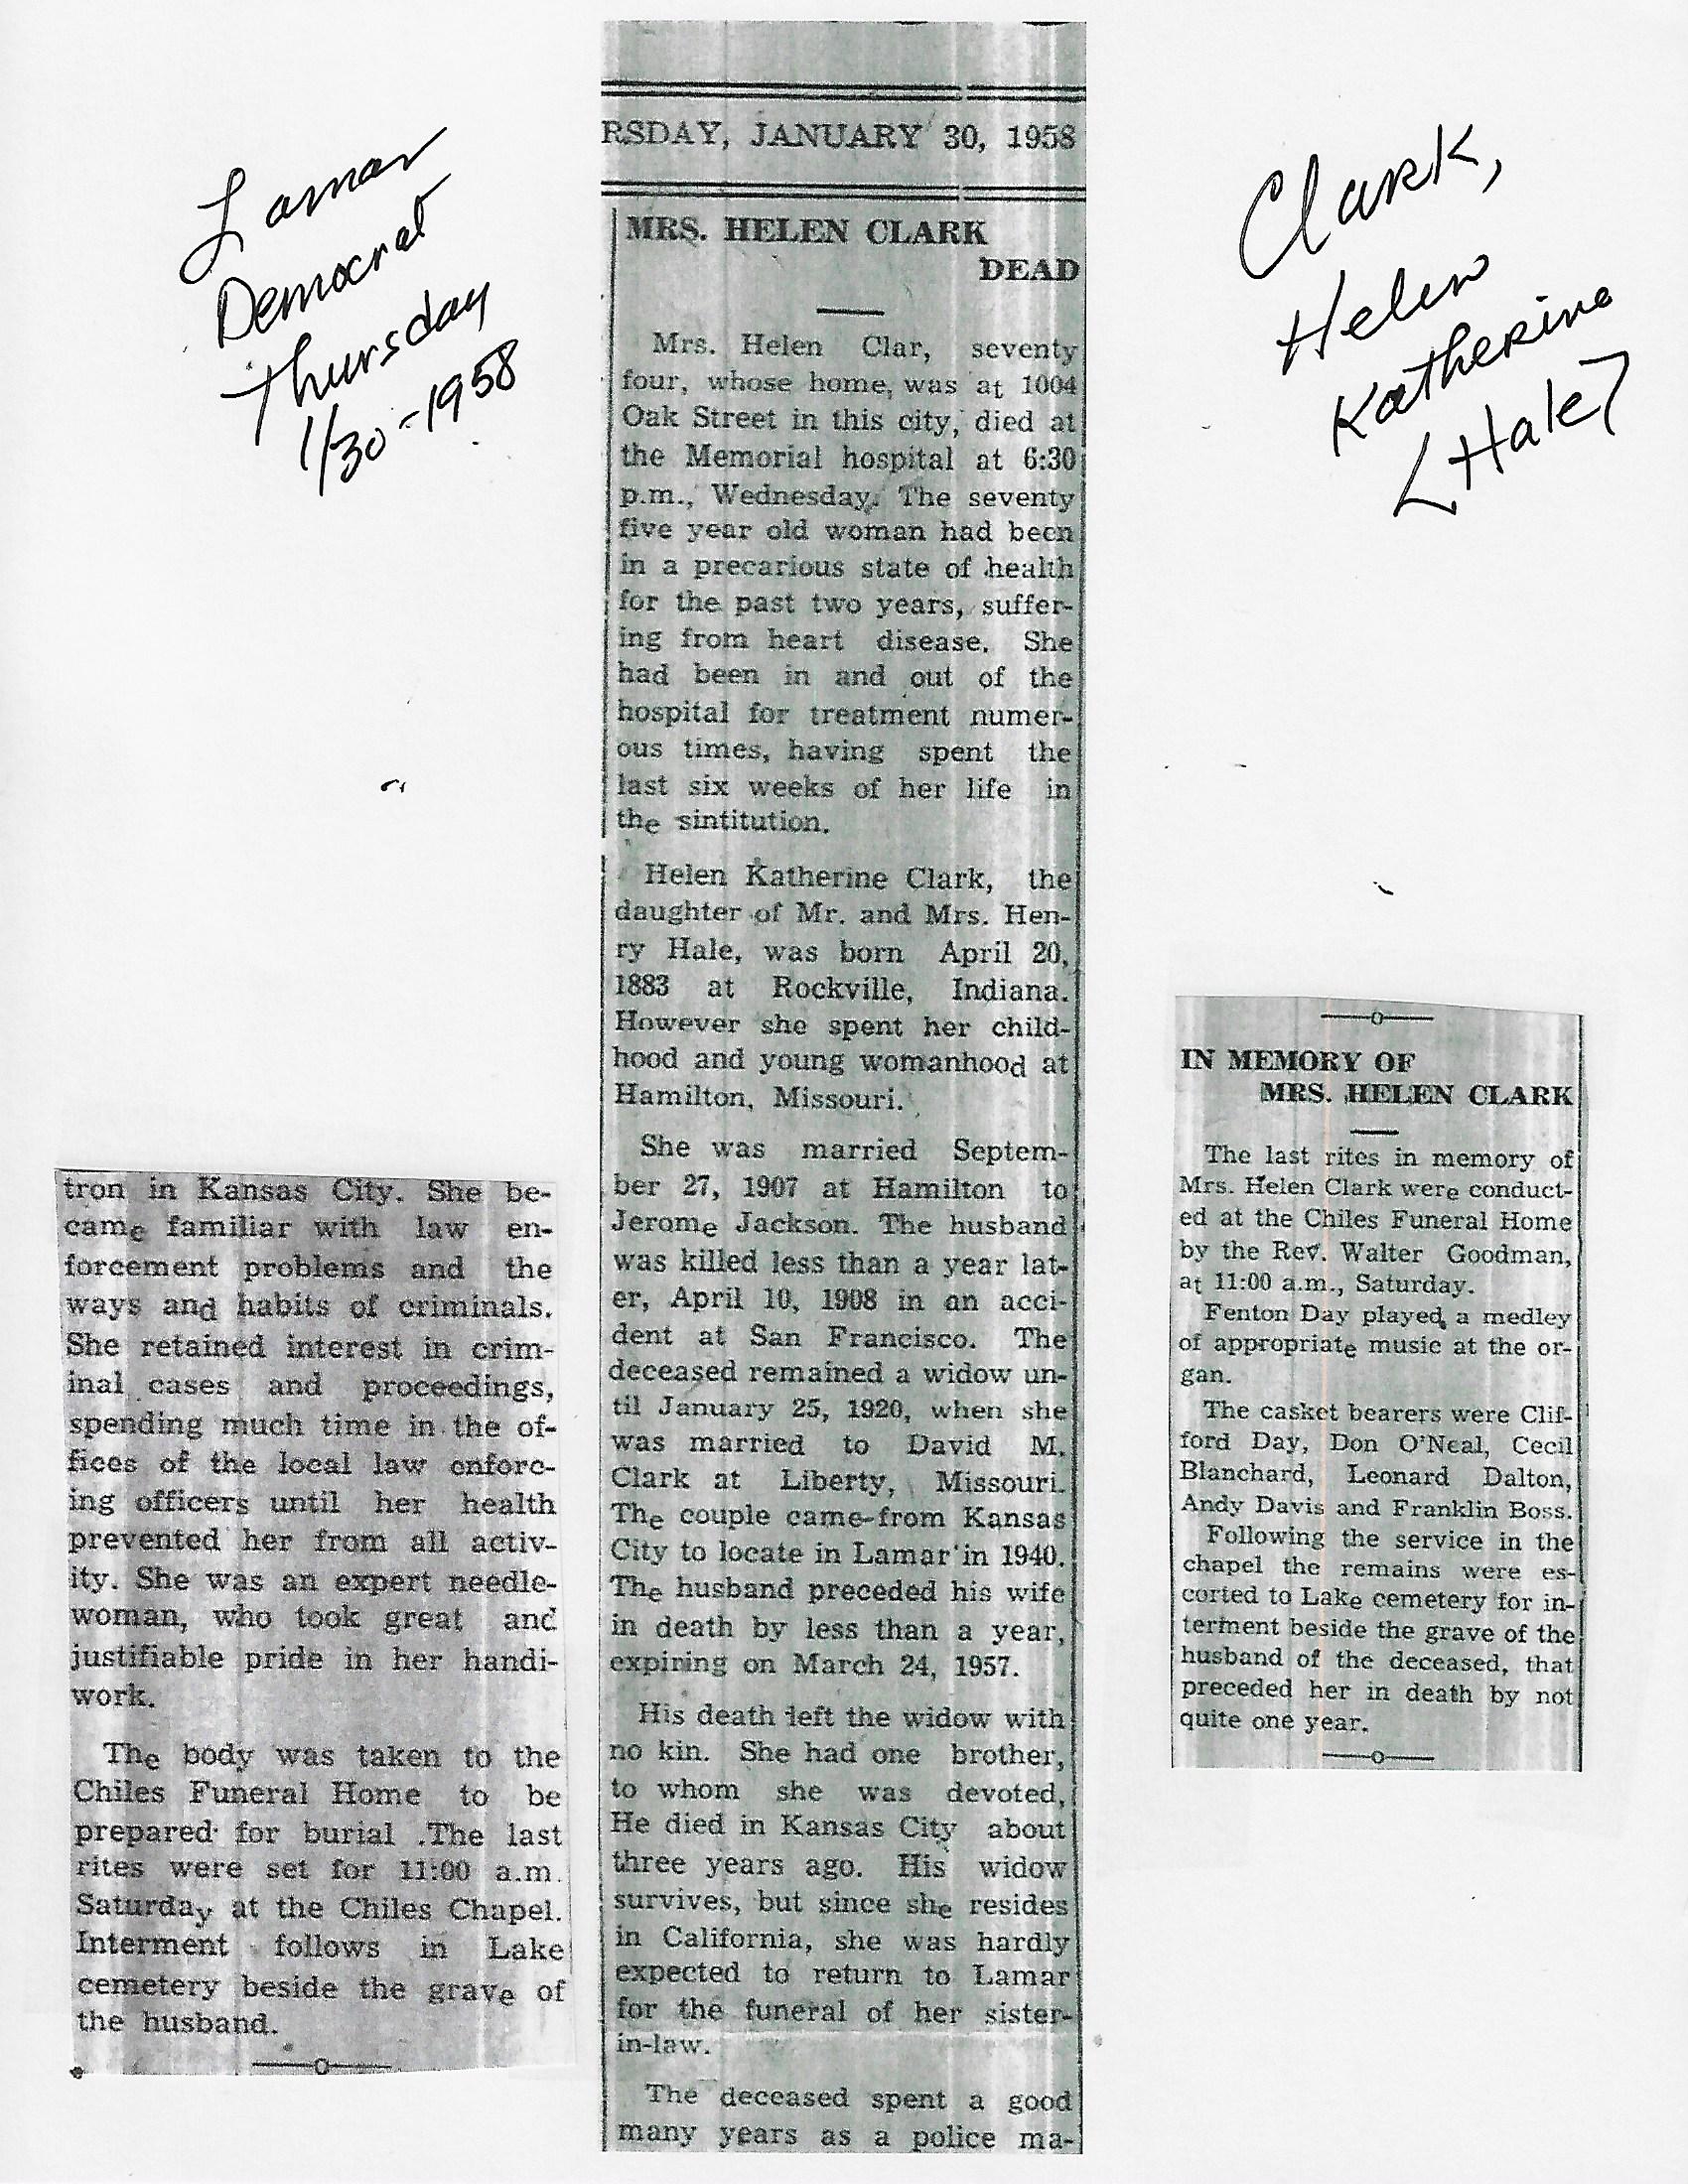 Lamar
Democrat
Thursday
1/30-1958
Clark,
Helen
Katherine
<Hale>
RSDAY, JANUARY 30, 1958
MRS. HELEN CLARK
DEAD
Mrs. Helen Clar, seventy
four, whose home, was at 1004
Oak Street in this city, died at
the Memorial hospital at 6:30
p.m., Wednesday. The seventy
five year old woman had been
in a precarious state of health
for the past two years, suffer-
ing from heart disease. She
had been in and out of the
hospital for treatment numer-
ous times, having spent the
last six weeks of her life in
the sintitution.
Helen Katherine Clark, the
daughter of Mr. and Mrs. Hen-
ry Hale, was born April 20,
1883 at Rockville, Indiana.
However she spent her child-
hood and young womanhood at
Hamilton, Missouri.
She was married Septem-
ber 27, 1907 at Hamilton to
Jerome Jackson. The husband
was killed less than a year lat-
er, April 10, 1908 in an acci-
dent at San Francisco. The
deceased remained a widow un-
til January 25, 1920, when she
was married to David M.
Clark at Liberty, Missouri.
The couple came from Kansas
City to locate in Lamar in 1940.
The husband preceded his wife
in death by less than a year,
expiring on March 24, 1957.
His death left the widow with
no kin. She had one brother,
to whom she was devoted,
He died in Kansas City about
three years ago. His widow
survives, but since she resides
in California, she was hardly
expected to return to Lamar
for the funeral of her sister-
in-law.
The deceased spent a good
many years as a police ma-
tron in Kansas City. She be-
came familiar with law en-
forcement problems and the
ways and habits of criminals.
She retained interest in crim-
inal cases and proceedings,
spending much time in the of-
fices of the local law enforc-
ing officers until her health
prevented her from all activ-
ity. She was an expert needle-
woman, who took great and
justifiable pride in her handi-
work.
The body was taken to the
Chiles Funeral Home to be
prepared for burial .The last
rites were set for 11:00 a.m.
Saturday at the Chiles Chapel.
Interment follows in Lake
cemetery beside the grave of
the husband.
IN MEMORY OF
MRS. HELEN CLARK
The last rites in memory of
Mrs. Helen Clark were conduct-
ed at the Chiles Funeral Home
by the Rev. Walter Goodman,
at 11:00 a.m., Saturday.
Fenton Day played a medley
of appropriate music at the or-
gan.
The casket bearers were Clif-
ford Day, Don O'Neal, Cecil
Blanchard, Leonard Dalton,
Andy Davis and Franklin Boss.
Following the service in the
chapel the remains were es-
corted to Lake cemetery for in-
terment beside the grave of the
husband of the deceased, that
preceded her in death by not
quite one year.